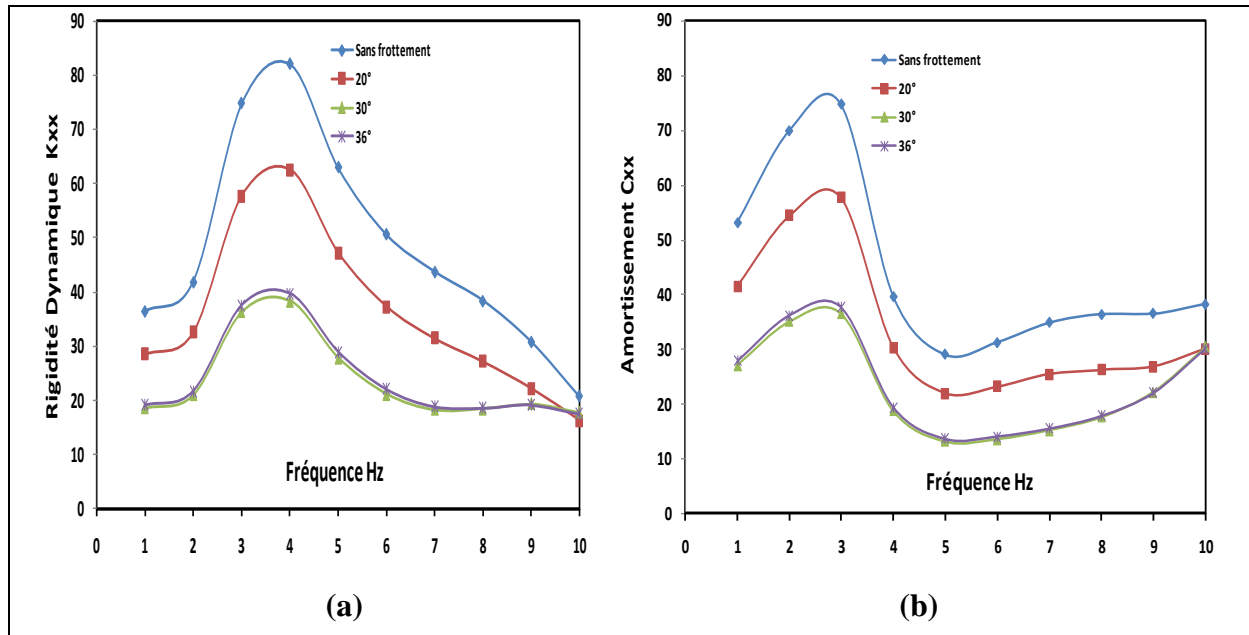 Rigidité Dynamique Kxx
90
80
70
60
50
40
30
20
10
0
Sans frottement
20°
30°
36°
Fréquence Hz
0 1 2 3 4 5 6 7 8 9 10
(a)
Amortissement Cxx
90
80
70
60
50
40
30
20
10
0
Sans frottement
20°
30°
36°
Fréquence Hz
0 1 2 3 4 5 6 7 8 9 10
(b)